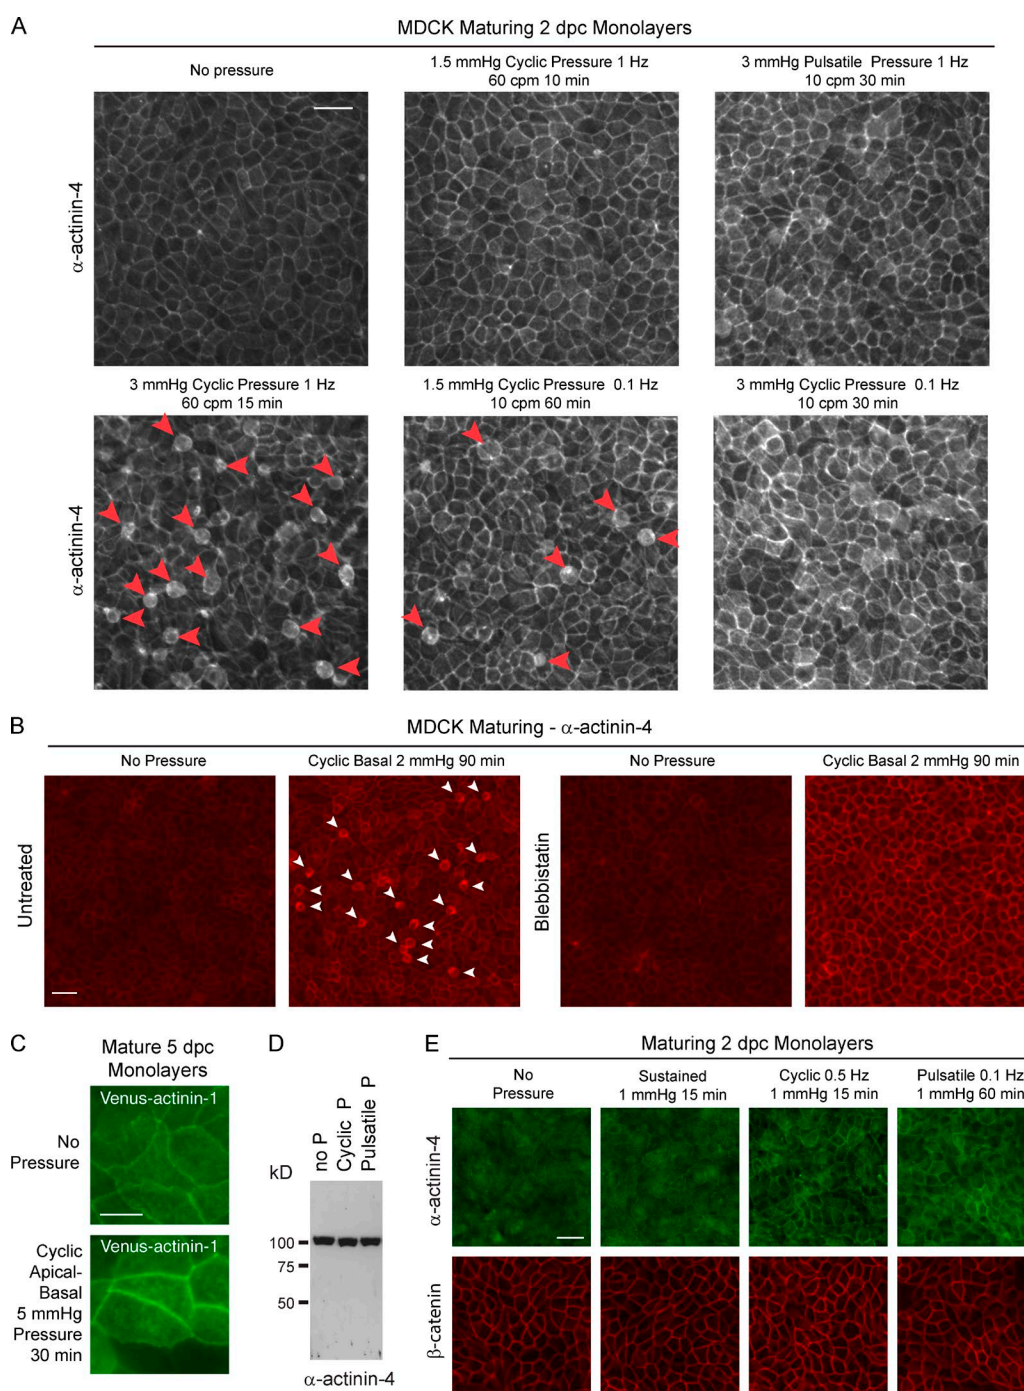 A
MDCK Maturing 2 dpc Monolayers
No pressure
1.5 mmHg Cyclic Pressure 1 Hz
60 cpm 10 min
3 mmHg Pulsatile Pressure 1 Hz
10 cpm 30 min
α-actinin-4
3 mmHg Cyclic Pressure 1 Hz
60 cpm 15 min
1.5 mmHg Cyclic Pressure 0.1 Hz
10 cpm 60 min
3 mmHg Cyclic Pressure 0.1 Hz
10 cpm 30 min
α-actinin-4
B
MDCK Maturing - α-actinin-4
No Pressure
Cyclic Basal 2 mmHg 90 min
No Pressure
Cyclic Basal 2 mmHg 90 min
Untreated
Blebbistatin
C
Mature 5 dpc
Monolayers
Venus-actinin-1
No
Pressure
Venus-actinin-1
Cyclic
Apical-
Basal
5 mmHg
Pressure
30 min
D
no P
Cyclic P
Pulsatile P
kD
100
75
50
α-actinin-4
E
Maturing 2 dpc Monolayers
No
Pressure
Sustained
1 mmHg 15 min
Cyclic 0.5 Hz
1 mmHg 15 min
Pulsatile 0.1 Hz
1 mmHg 60 min
α-actinin-4
β-catenin